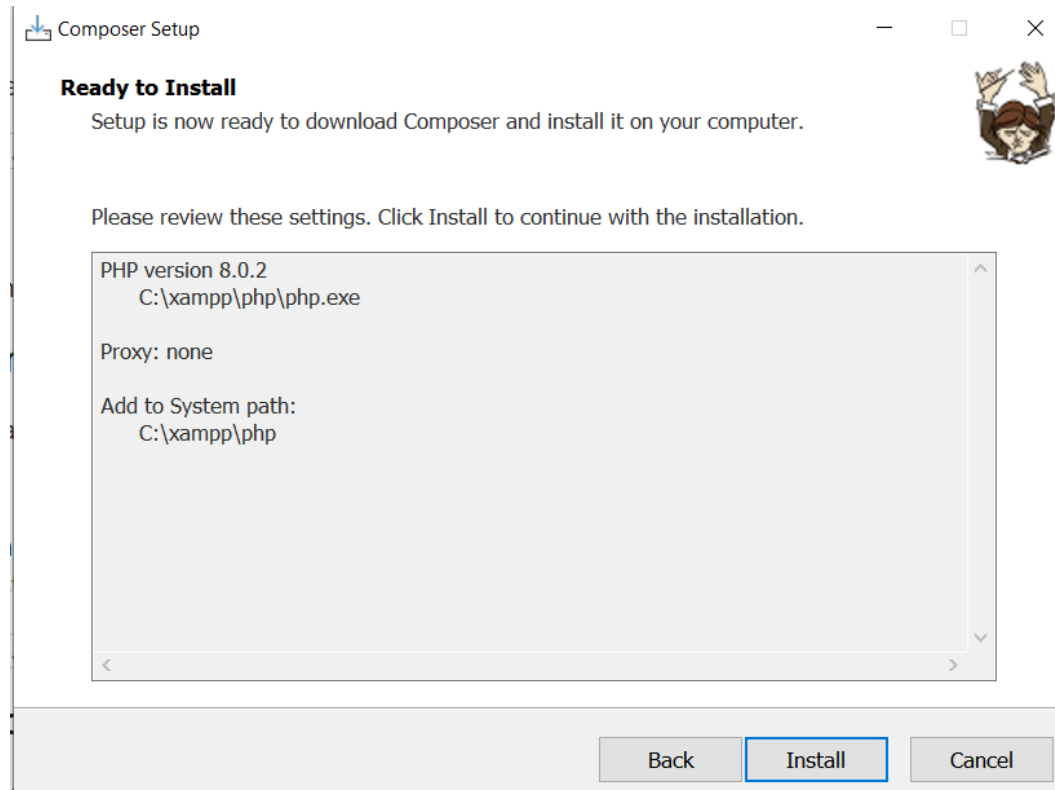 Composer Setup
Ready to Install
Setup is now ready to download Composer and install it on your computer.
Please review these settings. Click Install to continue with the installation.
PHP version 8.0.2
C:\xampp\php\php.exe
Proxy: none
Add to System path:
C:\xampp\php
Back Install Cancel